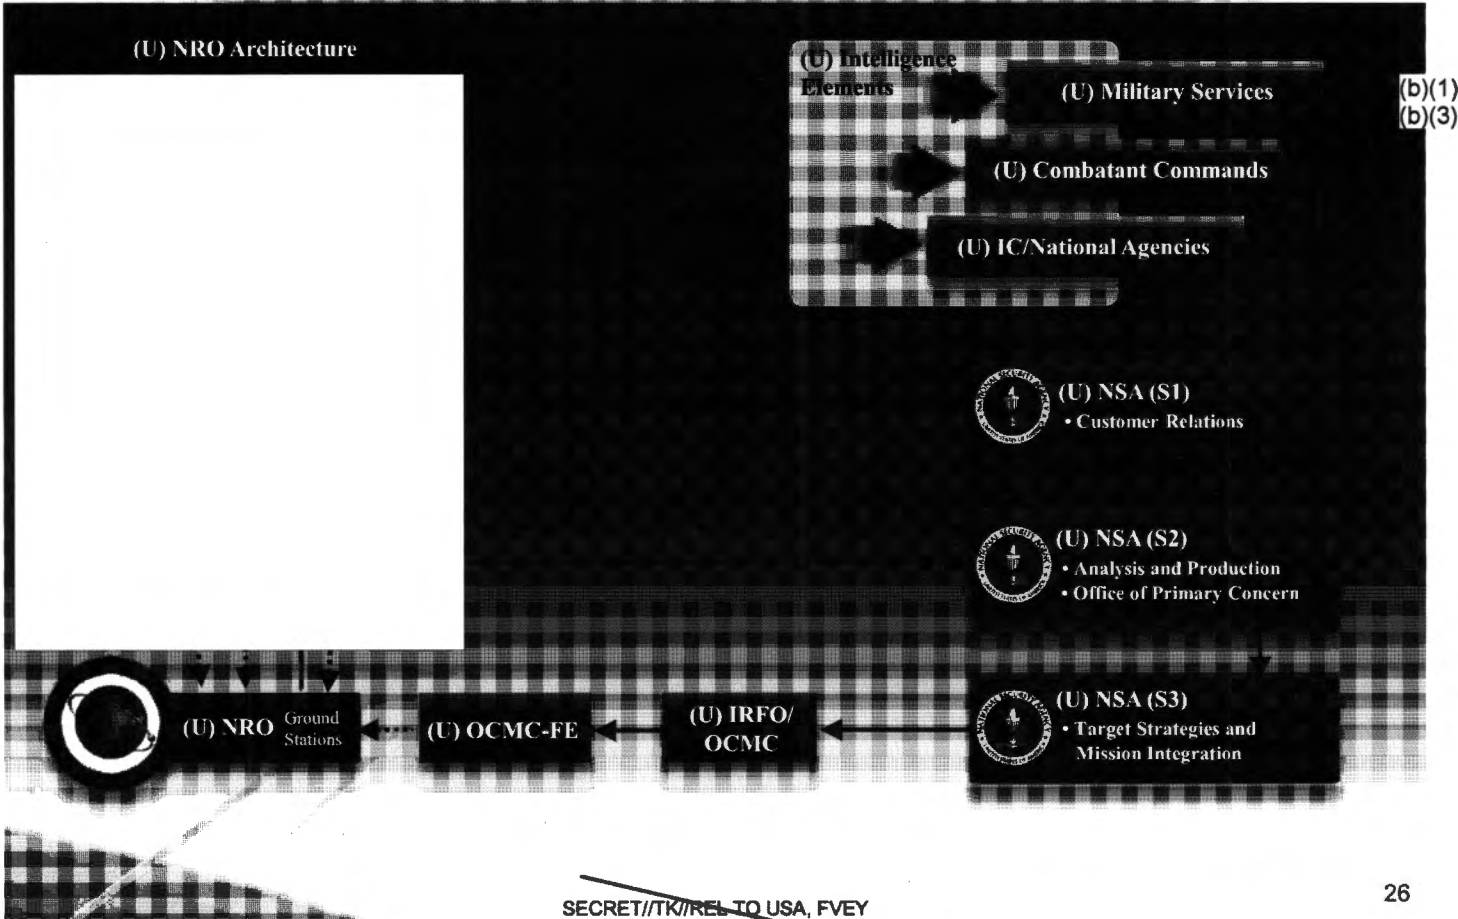 (U) NRO Architecture
(U) Intelligence
Elements
(U) Military Services
(b)(1)
(b)(3)
(U) Combatant Commands
(U) IC/National Agencies
(U) NSA (S1)
• Customer Relations
(U) NSA (S2)
• Analysis and Production
• Office of Primary Concern
(U) NSA (S3)
• Target Strategies and
Mission Integration
(U) IRFO/
OCMC
(U) OCMC-FE
(U) NRO Ground
Stations
SECRET//TK//REL TO USA, FVEY
26